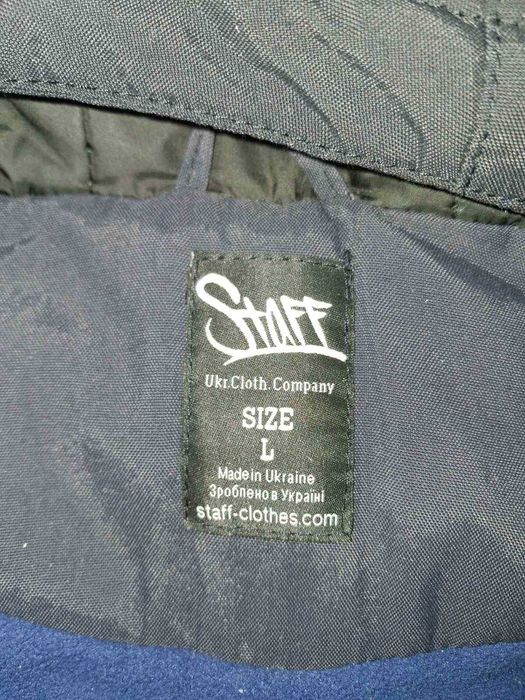 Staff
Ukr.Cloth.Company
SIZE
L
Made in Ukraine
Зроблено в Україні
staff-clothes.com